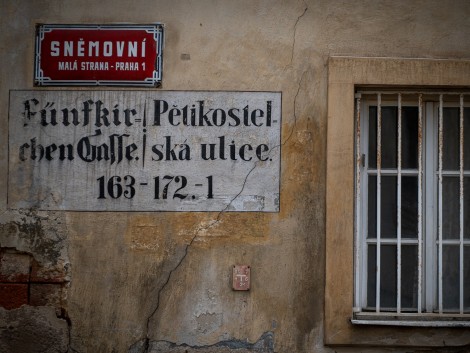 SNĚMOVNÍ
MALÁ STRANA - PRAHA 1
Fünfkir- Pětikostel-
chen Gasse. ská ulice.
163-172.-1